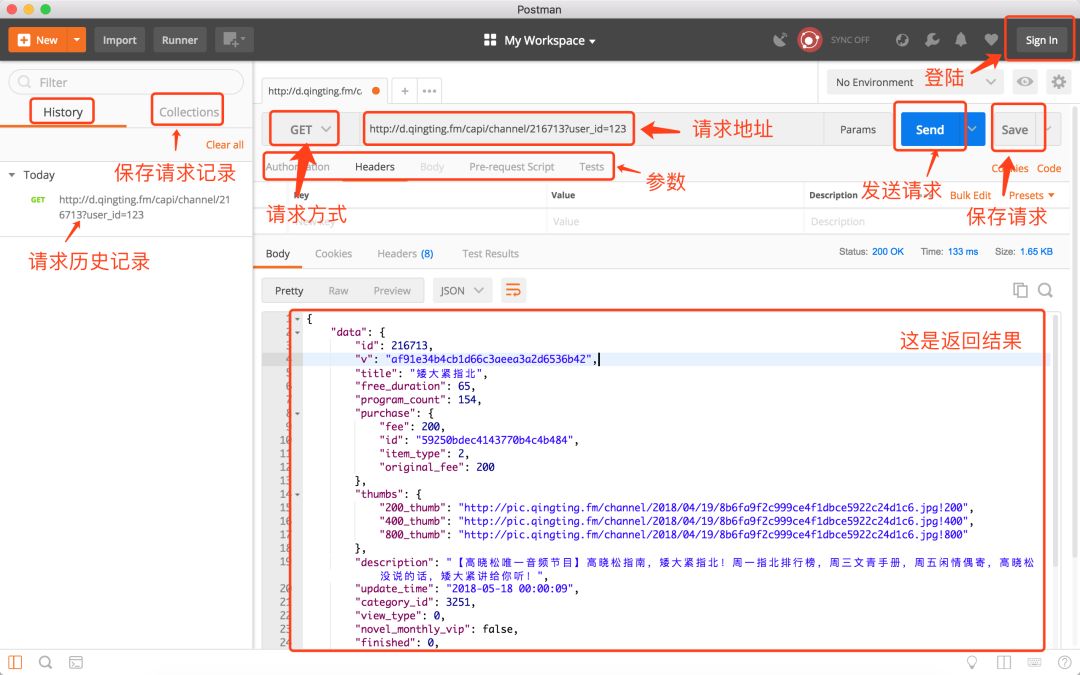 Postman
New
Import
Runner
My Workspace
SYNC OFF
Sign In
Filter
History
Collections
Clear all
保存请求记录
Today
GET
http://d.qingting.fm/capi/channel/21
6713?user_id=123
请求历史记录
http://d.qingting.fm/ca
No Environment
登陆
GET
http://d.qingting.fm/capi/channel/216713?user_id=123
请求地址
Params
Send
Save
Headers
Body
Pre-request Script
Tests
参数
Cookies
Code
发送请求
Key
Value
Description
Bulk Edit
Presets
请求方式
Value
Description
保存请求
Body
Cookies
Headers (8)
Test Results
Status: 200 OK
Time: 133 ms
Size: 1.65 KB
Pretty
Raw
Preview
JSON
这是返回结果
1 {
2 "data": {
3 "id": 216713,
4 "v": "af91e34b4cb1d66c3aeea3a2d6536b42",
5 "title": "矮大紧指北",
6 "free_duration": 65,
7 "program_count": 154,
8 "purchase": {
9 "fee": 200,
10 "id": "59250bdec4143770b4c4b484",
11 "item_type": 2,
12 "original_fee": 200
13 },
14 "thumbs": {
15 "200_thumb": "http://pic.qingting.fm/channel/2018/04/19/8b6fa9f2c999ce4f1dbce5922c24d1c6.jpg!200",
16 "400_thumb": "http://pic.qingting.fm/channel/2018/04/19/8b6fa9f2c999ce4f1dbce5922c24d1c6.jpg!400",
17 "800_thumb": "http://pic.qingting.fm/channel/2018/04/19/8b6fa9f2c999ce4f1dbce5922c24d1c6.jpg!800"
18 },
19 "description": "【高晓松唯一音频节目】高晓松指南，矮大紧指北！周一指北排行榜，周三文青手册，周五闲情偶寄，高晓松
没说的话，矮大紧讲给你听！",
20 "update_time": "2018-05-18 00:00:09",
21 "category_id": 3251,
22 "view_type": 0,
23 "novel_monthly_vip": false,
24 "finished": 0,